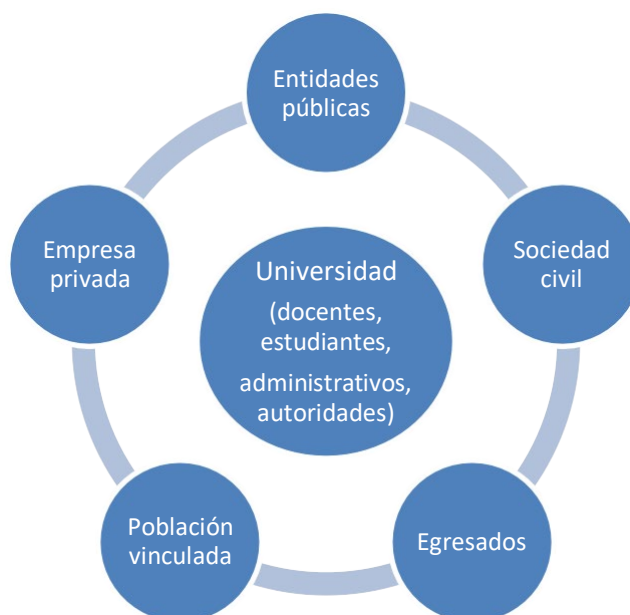 Entidades
públicas
Empresa
privada
Sociedad
civil
Universidad
(docentes,
estudiantes,
administrativos,
autoridades)
Población
vinculada
Egresados